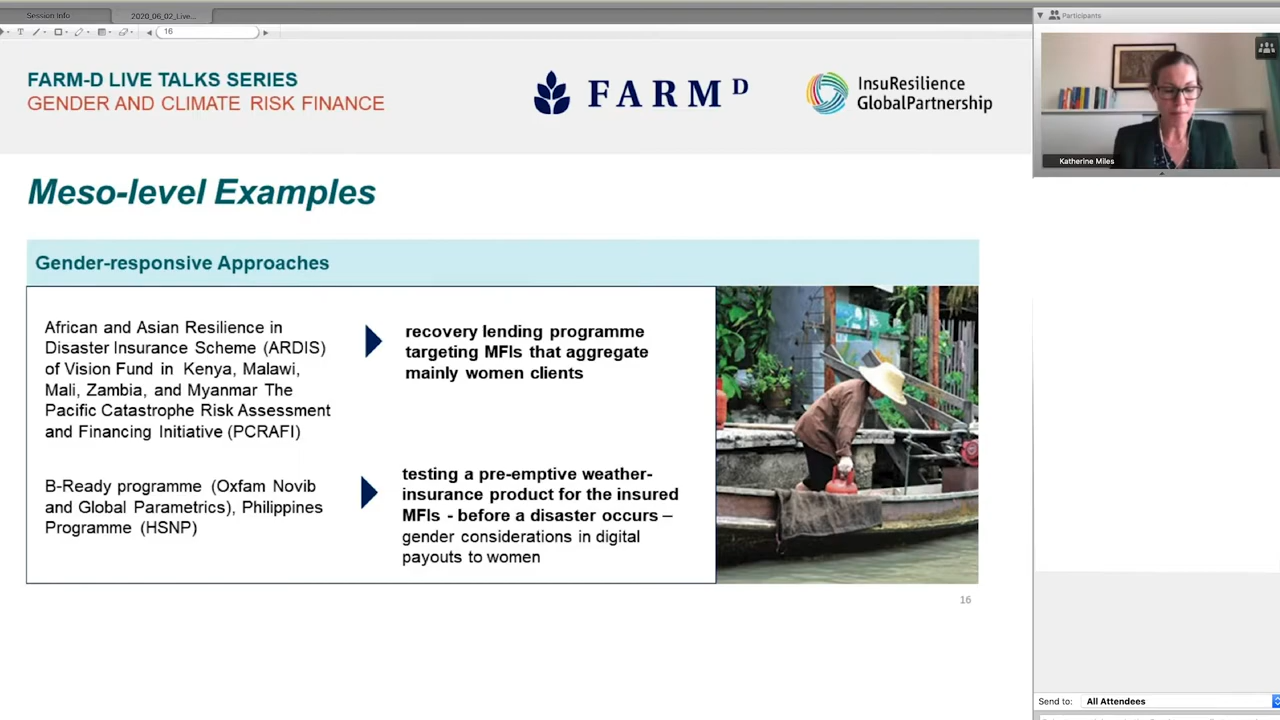 Session Info
2020_06_02_Live...
T
16
Participants
FARM-D LIVE TALKS SERIES
GENDER AND CLIMATE RISK FINANCE
FARM D
InsuResilience
GlobalPartnership
Katherine Miles
Meso-level Examples
Gender-responsive Approaches
African and Asian Resilience in
Disaster Insurance Scheme (ARDIS)
of Vision Fund in Kenya, Malawi,
Mali, Zambia, and Myanmar The
Pacific Catastrophe Risk Assessment
and Financing Initiative (PCRAFI)
recovery lending programme
targeting MFIs that aggregate
mainly women clients
B-Ready programme (Oxfam Novib
and Global Parametrics), Philippines
Programme (HSNP)
testing a pre-emptive weather-
insurance product for the insured
MFIs - before a disaster occurs –
gender considerations in digital
payouts to women
16
Send to:
All Attendees